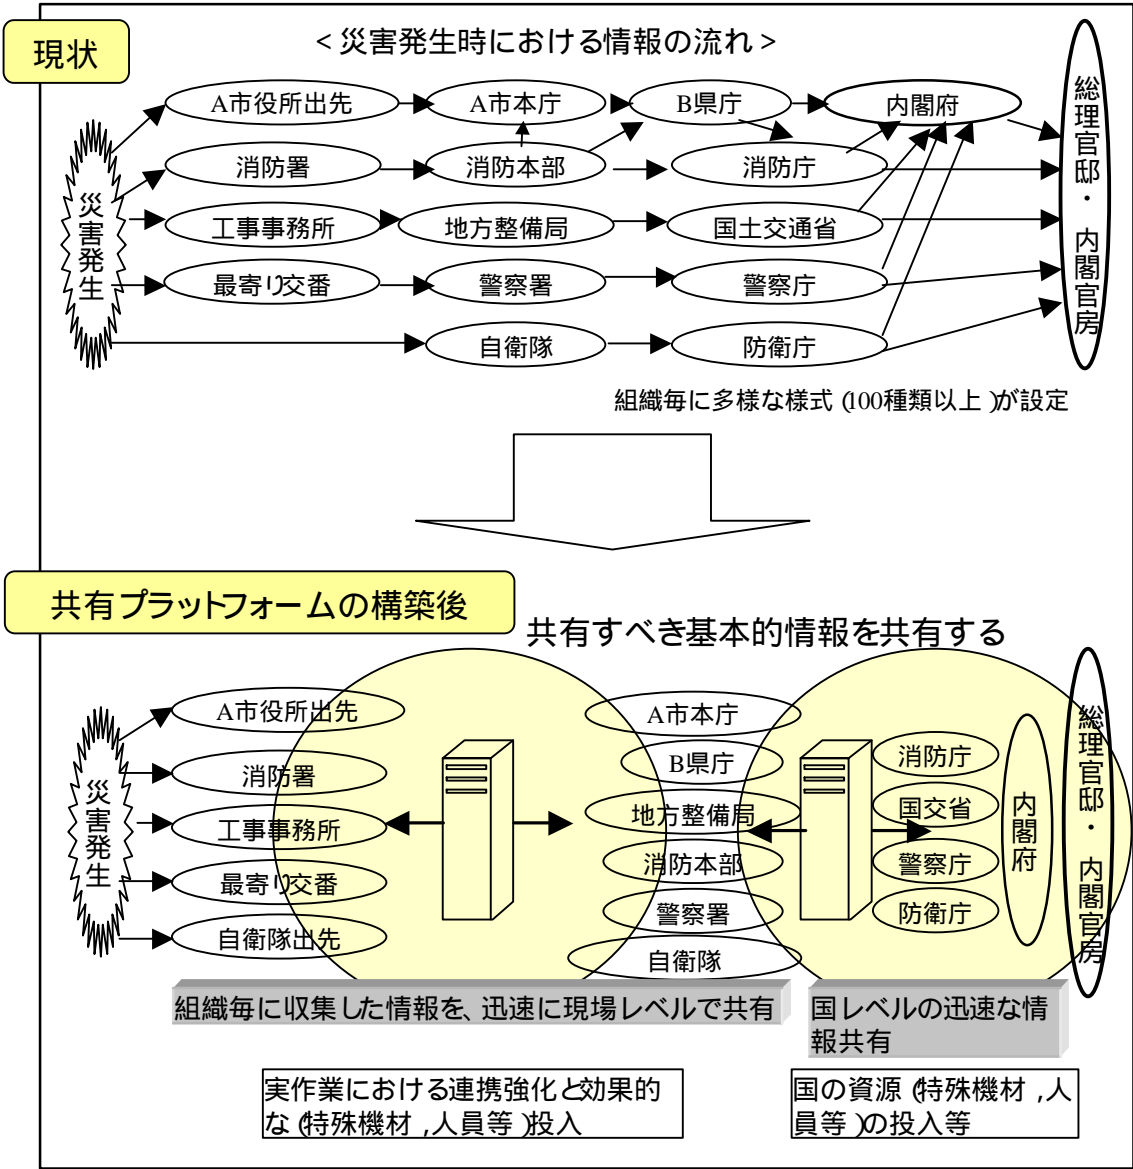 現状
<災害発生時における情報の流れ>
A市役所出先
A市本庁
B県庁
内閣府
消防署
消防本部
消防庁
工事事務所
地方整備局
国土交通省
最寄り交番
警察署
警察庁
自衛隊
防衛庁
災害発生
総理官邸・内閣官房
組織毎に多様な様式(100種類以上)が設定
共有プラットフォームの構築後
共有すべき基本的情報を共有する
A市役所出先
消防署
工事事務所
最寄り交番
自衛隊出先
災害発生
A市本庁
B県庁
地方整備局
消防本部
警察署
自衛隊
消防庁
国交省
警察庁
防衛庁
内閣府
総理官邸・内閣官房
組織毎に収集した情報を、迅速に現場レベルで共有
国レベルの迅速な情
報共有
実作業における連携強化と効果的
な(特殊機材,人員等)投入
国の資源(特殊機材,人
員等)の投入等